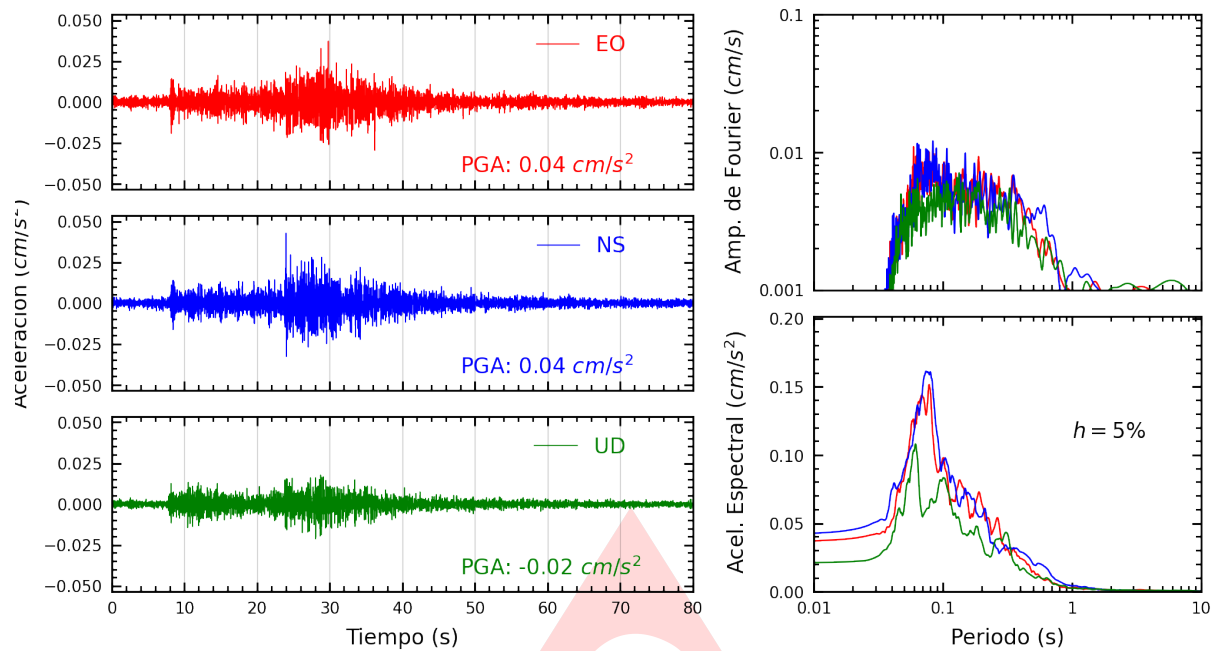 0.050
0.025
0.000
−0.025
−0.050
EO
PGA: 0.04 cm/s²
0.050
0.025
0.000
−0.025
−0.050
NS
PGA: 0.04 cm/s²
0.050
0.025
0.000
−0.025
−0.050
UD
PGA: -0.02 cm/s²
0 10 20 30 40 50 60 70 80
Tiempo (s)
Aceleracion (cm/s²
0.1
0.01
0.001
Amp. de Fourier (cm/s)
0.20
0.15
0.10
0.05
0.00
Acel. Espectral (cm/s²)
h = 5%
0.01 0.1 1 10
Periodo (s)